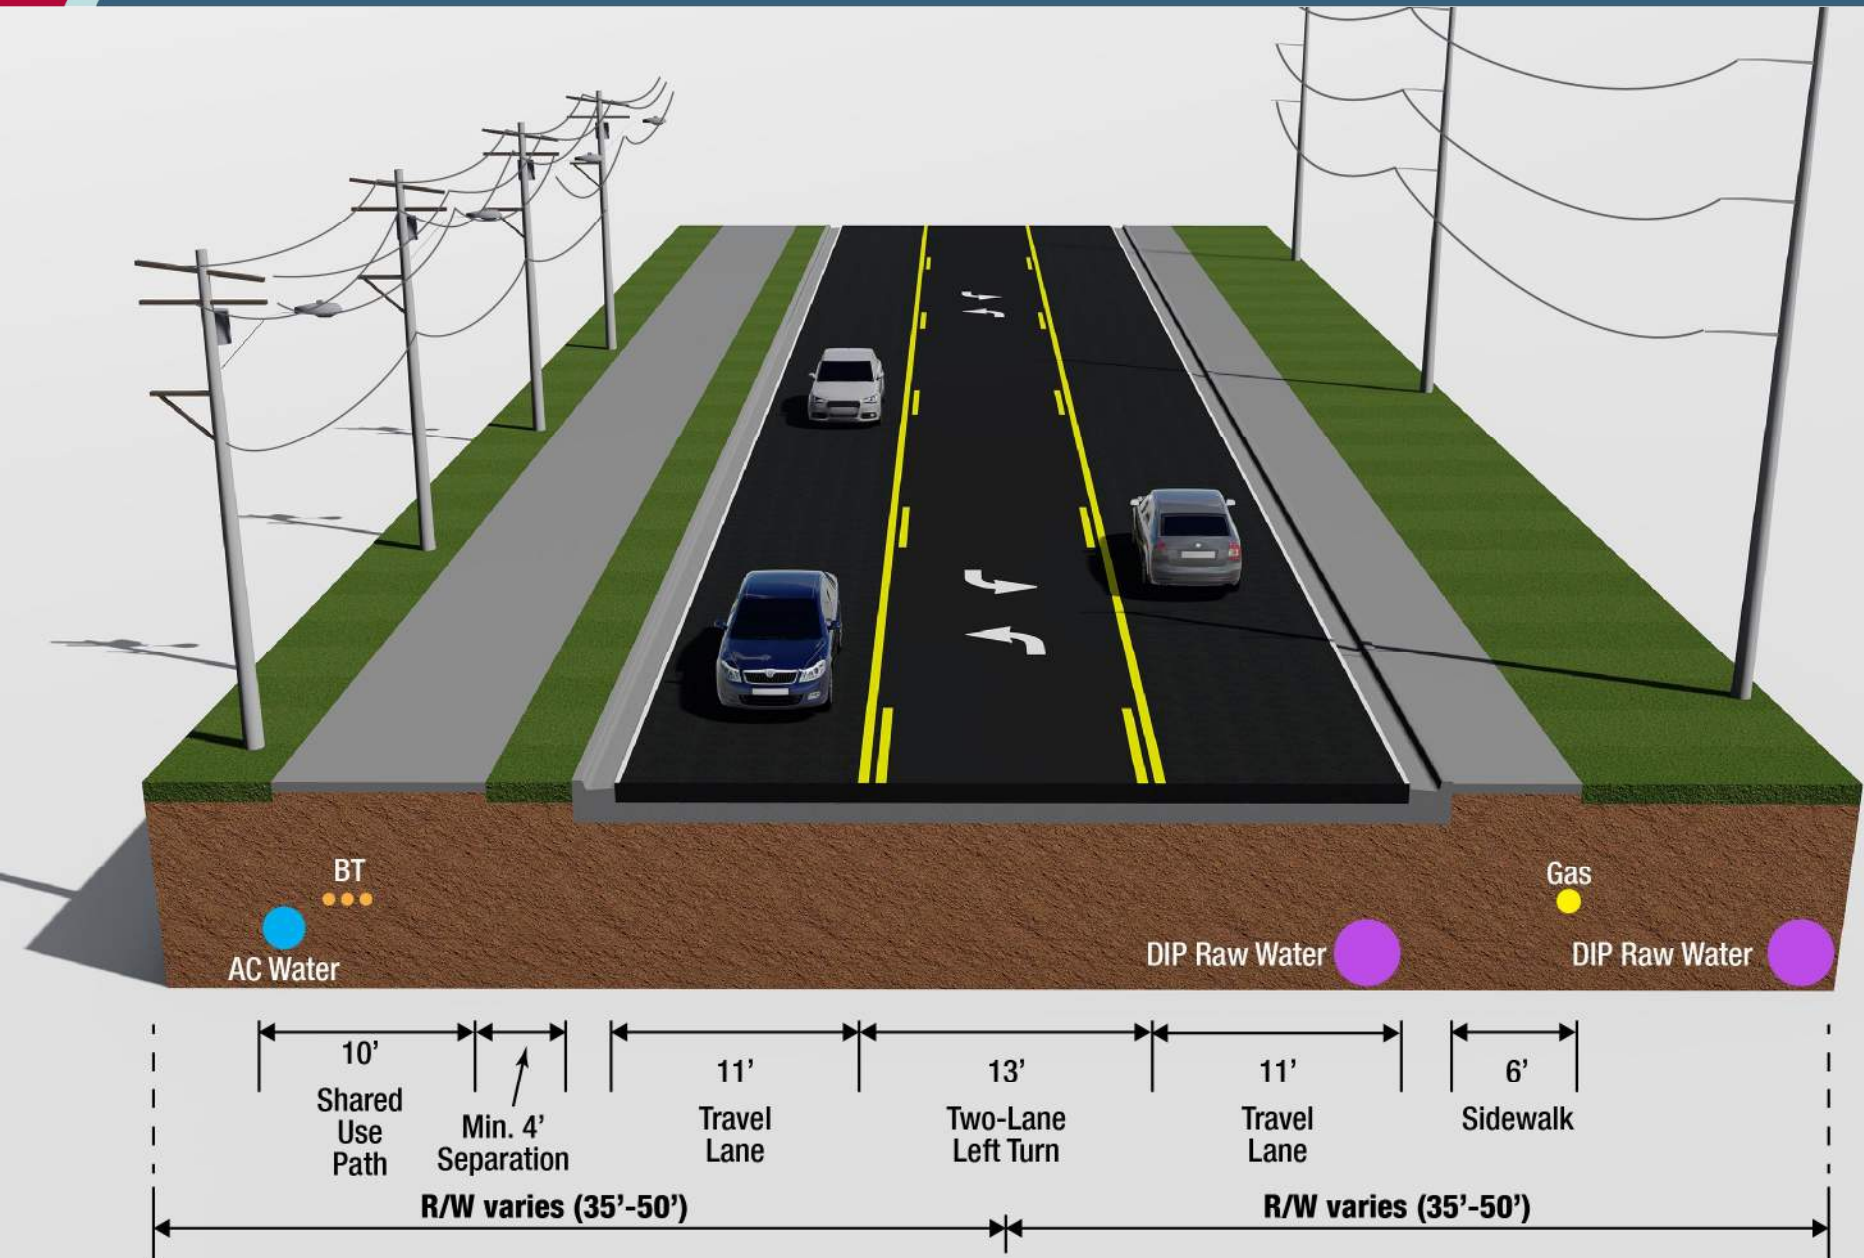 BT
AC Water
Gas
DIP Raw Water
DIP Raw Water
10’
Shared
Use
Path
Min. 4’
Separation
11’
Travel
Lane
13’
Two-Lane
Left Turn
11’
Travel
Lane
6’
Sidewalk
R/W varies (35’-50’)
R/W varies (35’-50’)